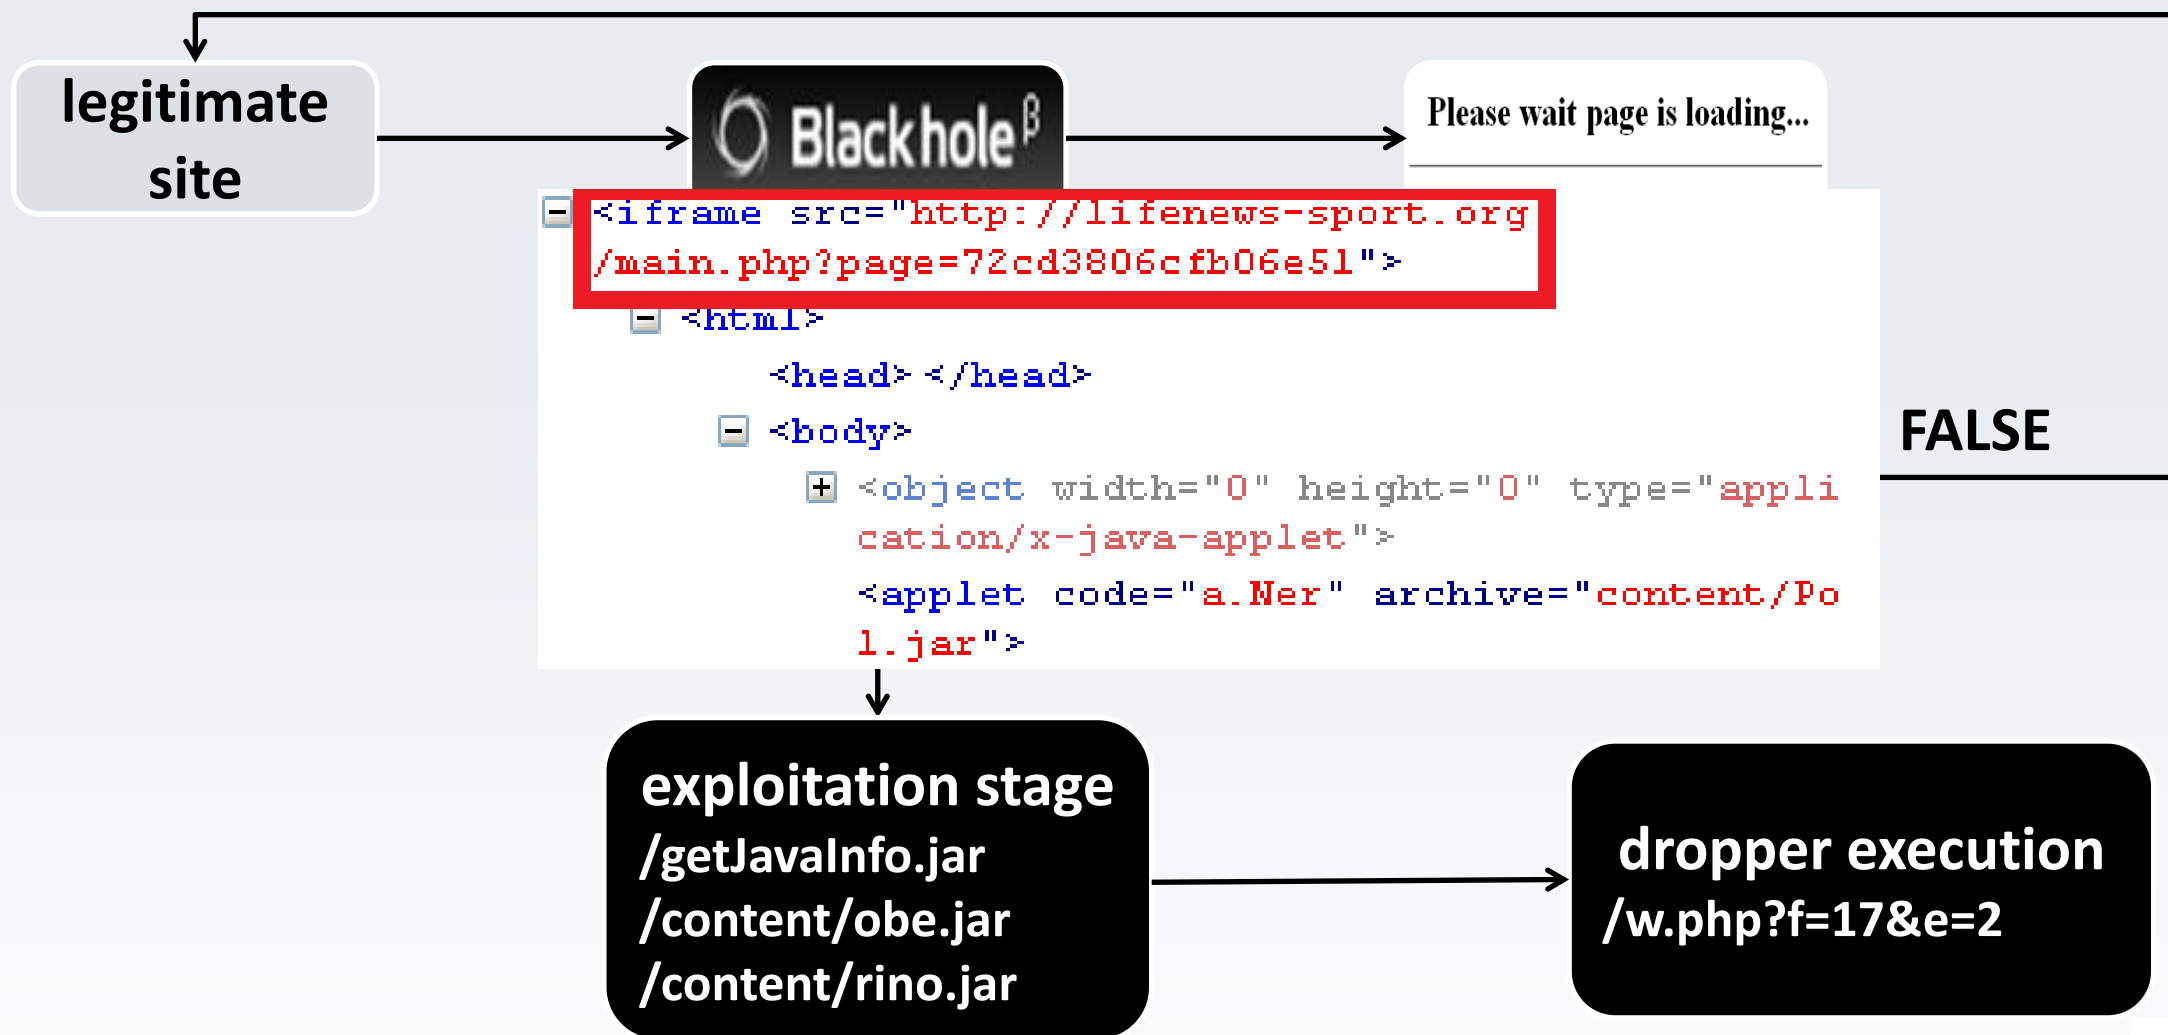 legitimate
site
Blackhole β
Please wait page is loading...
<iframe src="http://lifenews-sport.org
/main.php?page=72cd3806cfb06e51">
<html>
<head> </head>
<body>
<object width="0" height="0" type="appli
cation/x-java-applet">
<applet code="a.Ner" archive="content/Po
l.jar">
FALSE
exploitation stage
/getJavaInfo.jar
/content/obe.jar
/content/rino.jar
dropper execution
/w.php?f=17&e=2